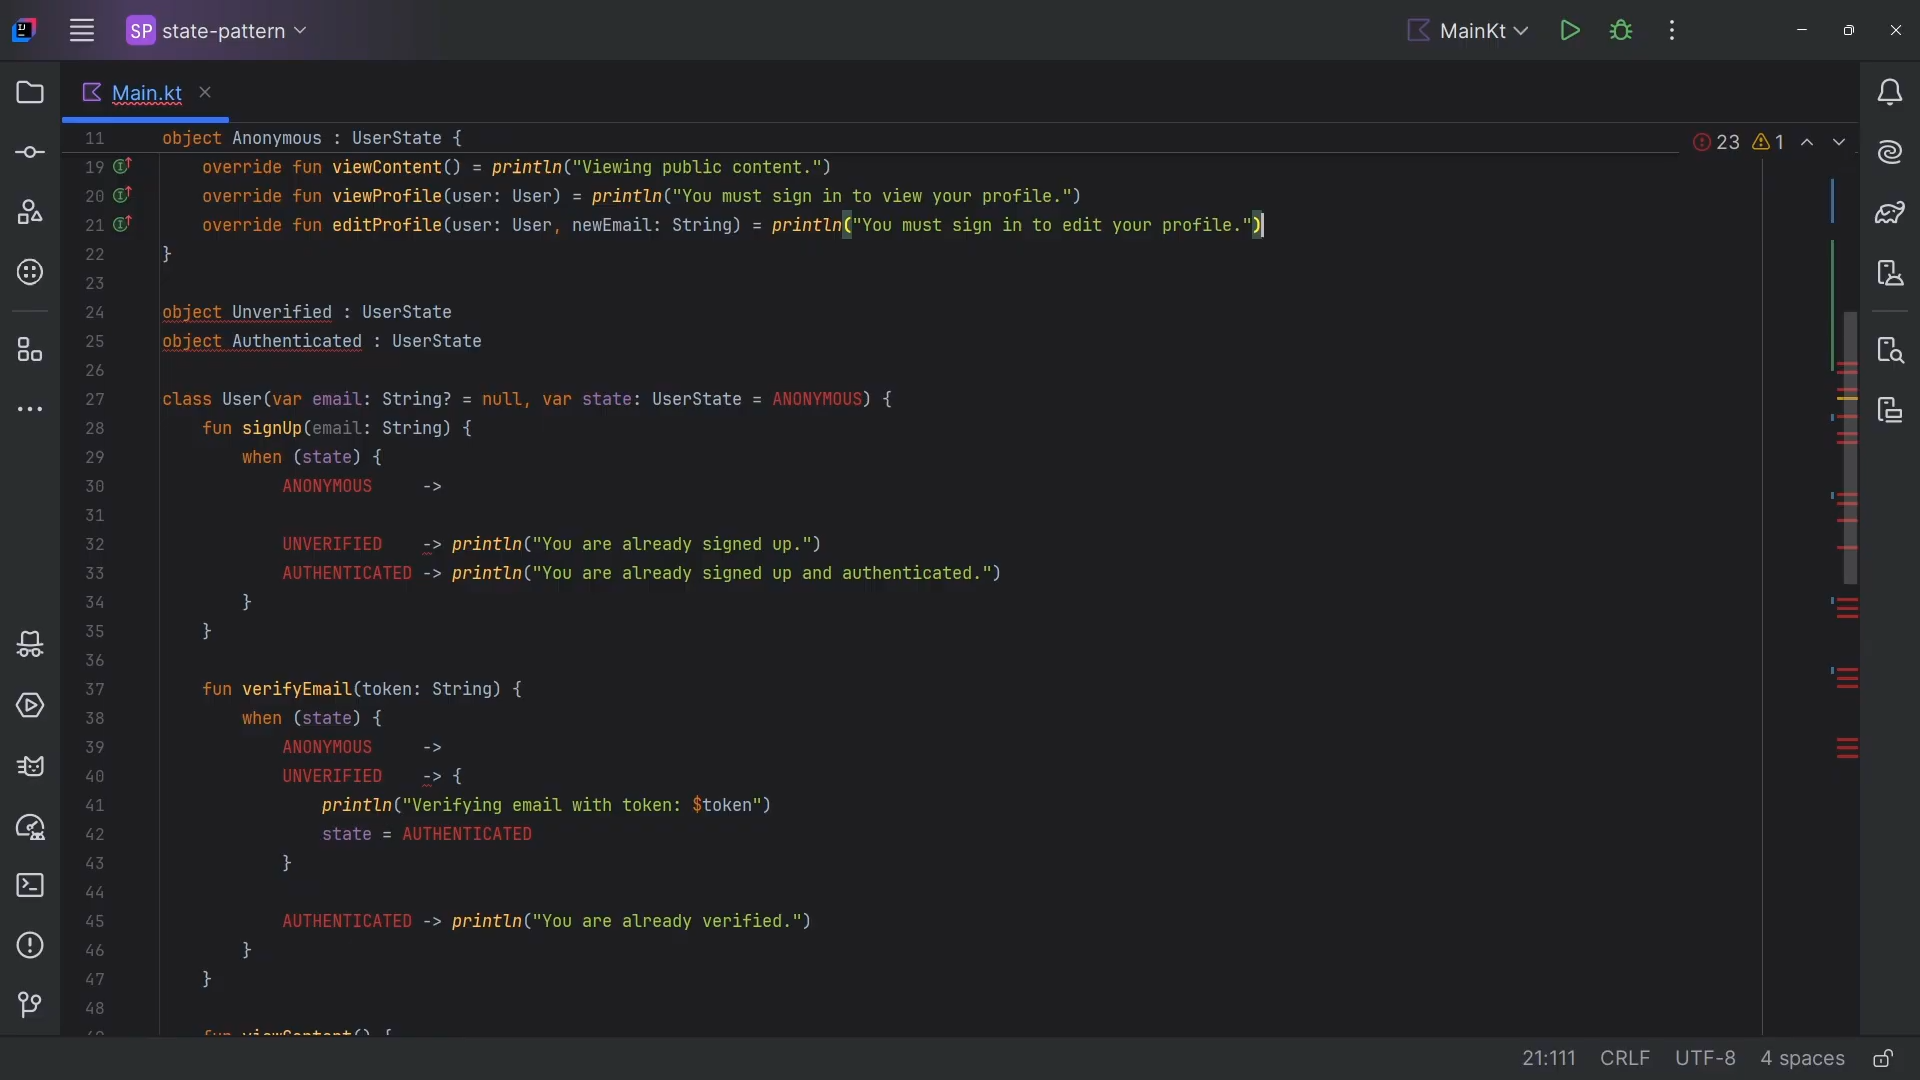 SP state-pattern
MainKt
Main.kt
11 object Anonymous : UserState {
23 1
19 override fun viewContent() = println("Viewing public content.")
20 override fun viewProfile(user: User) = println("You must sign in to view your profile.")
21 override fun editProfile(user: User, newEmail: String) = println("You must sign in to edit your profile.")
22 }
23
24 object Unverified : UserState
25 object Authenticated : UserState
26
27 class User(var email: String? = null, var state: UserState = ANONYMOUS) {
28 fun signUp(email: String) {
29 when (state) {
30 ANONYMOUS ->
31
32 UNVERIFIED -> println("You are already signed up.")
33 AUTHENTICATED -> println("You are already signed up and authenticated.")
34 }
35 }
36
37 fun verifyEmail(token: String) {
38 when (state) {
39 ANONYMOUS ->
40 UNVERIFIED -> {
41 println("Verifying email with token: $token")
42 state = AUTHENTICATED
43 }
44
45 AUTHENTICATED -> println("You are already verified.")
46 }
47 }
48
fun viewContent() {
21:111 CRLF UTF-8 4 spaces